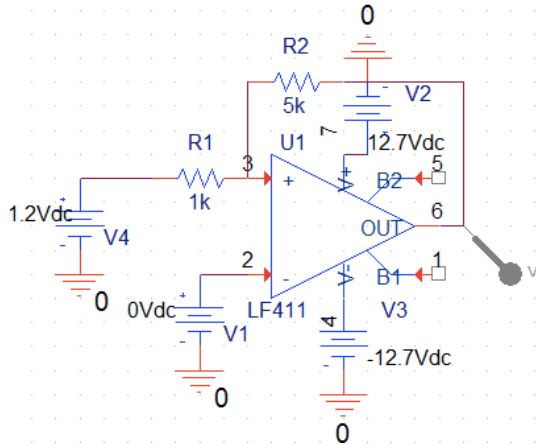 0
R2
5k
V2
12.7Vdc
7
R1
1k
U1
3
+
V+
B2
5
OUT
6
1.2Vdc
V4
0
2
-
V-
B1
1
V
0Vdc
V1
LF411
V3
4
-12.7Vdc
0
0